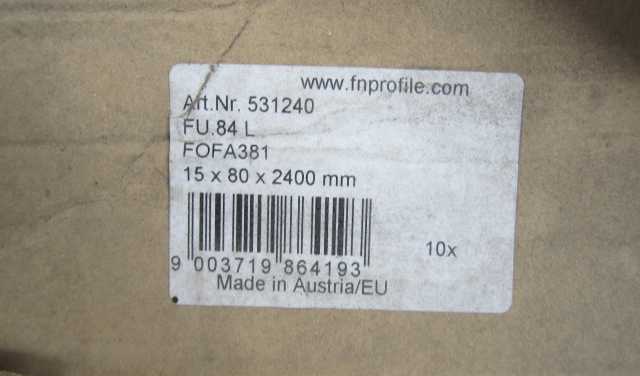 www.fnprofile.com
Art.Nr. 531240
FU.84 L
FOFA381
15 x 80 x 2400 mm
10x
9 003719 864193
Made in Austria/EU